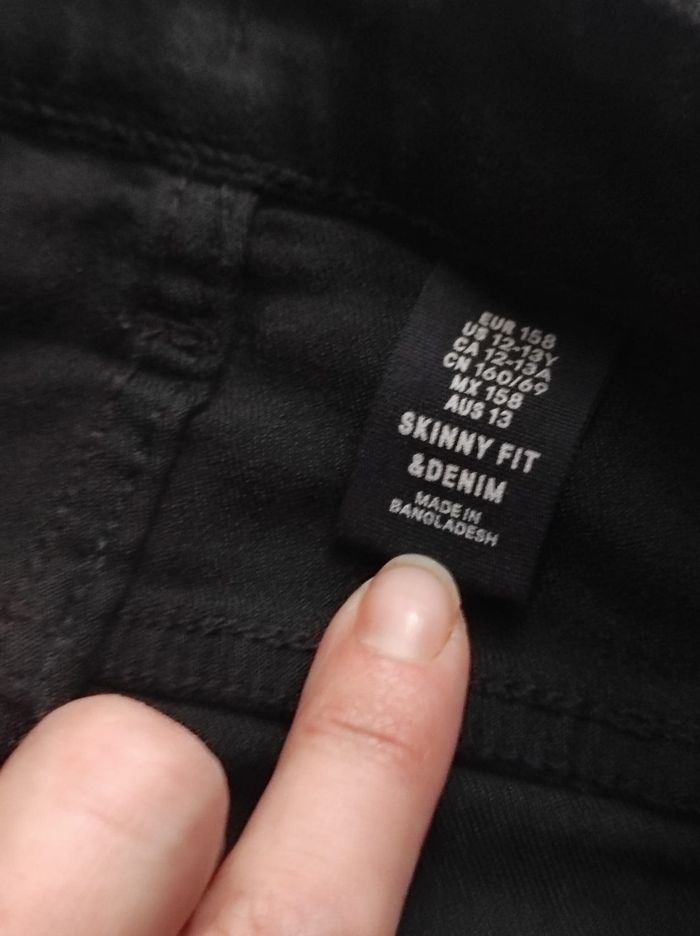 EUR 158
US 12-13Y
CA 12-13A
CN 160/69
MX 158
AUS 13
SKINNY FIT
&DENIM
MADE IN
BANGLADESH